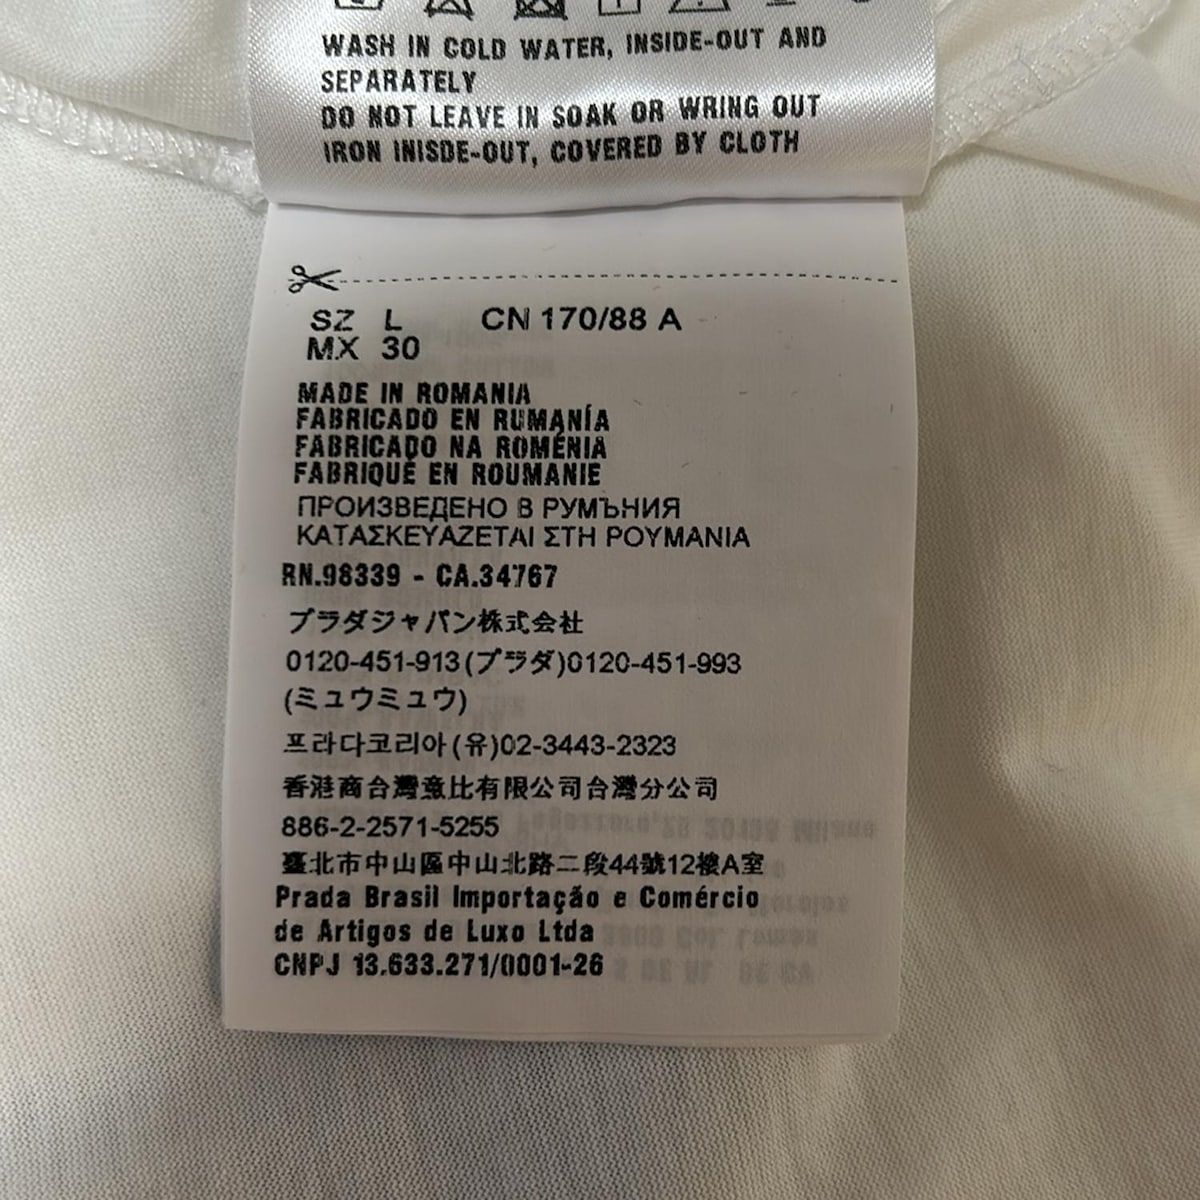 WASH IN COLD WATER, INSIDE-OUT AND
SEPARATELY
DO NOT LEAVE IN SOAK OR WRING OUT
IRON INISDE-OUT, COVERED BY CLOTH
SZ L CN 170/88 A
MX 30
MADE IN ROMANIA
FABRICADO EN RUMANÍA
FABRICADO NA ROMÉNIA
FABRIQUÉ EN ROUMANIE
ПРОИЗВЕДЕНО В РУМЪНИЯ
ΚΑΤΑΣΚΕΥΑΖΕΤΑΙ ΣΤΗ ΡΟΥΜΑΝΙΑ
RN.98339 - CA.34767
プラダジャパン株式会社
0120-451-913(プラダ)0120-451-993
(ミュウミュウ)
프라다코리아(유)02-3443-2323
香港商台灣意比有限公司台灣分公司
886-2-2571-5255
臺北市中山區中山北路二段44號12樓A室
Prada Brasil Importação e Comércio
de Artigos de Luxo Ltda
CNPJ 13.633.271/0001-26